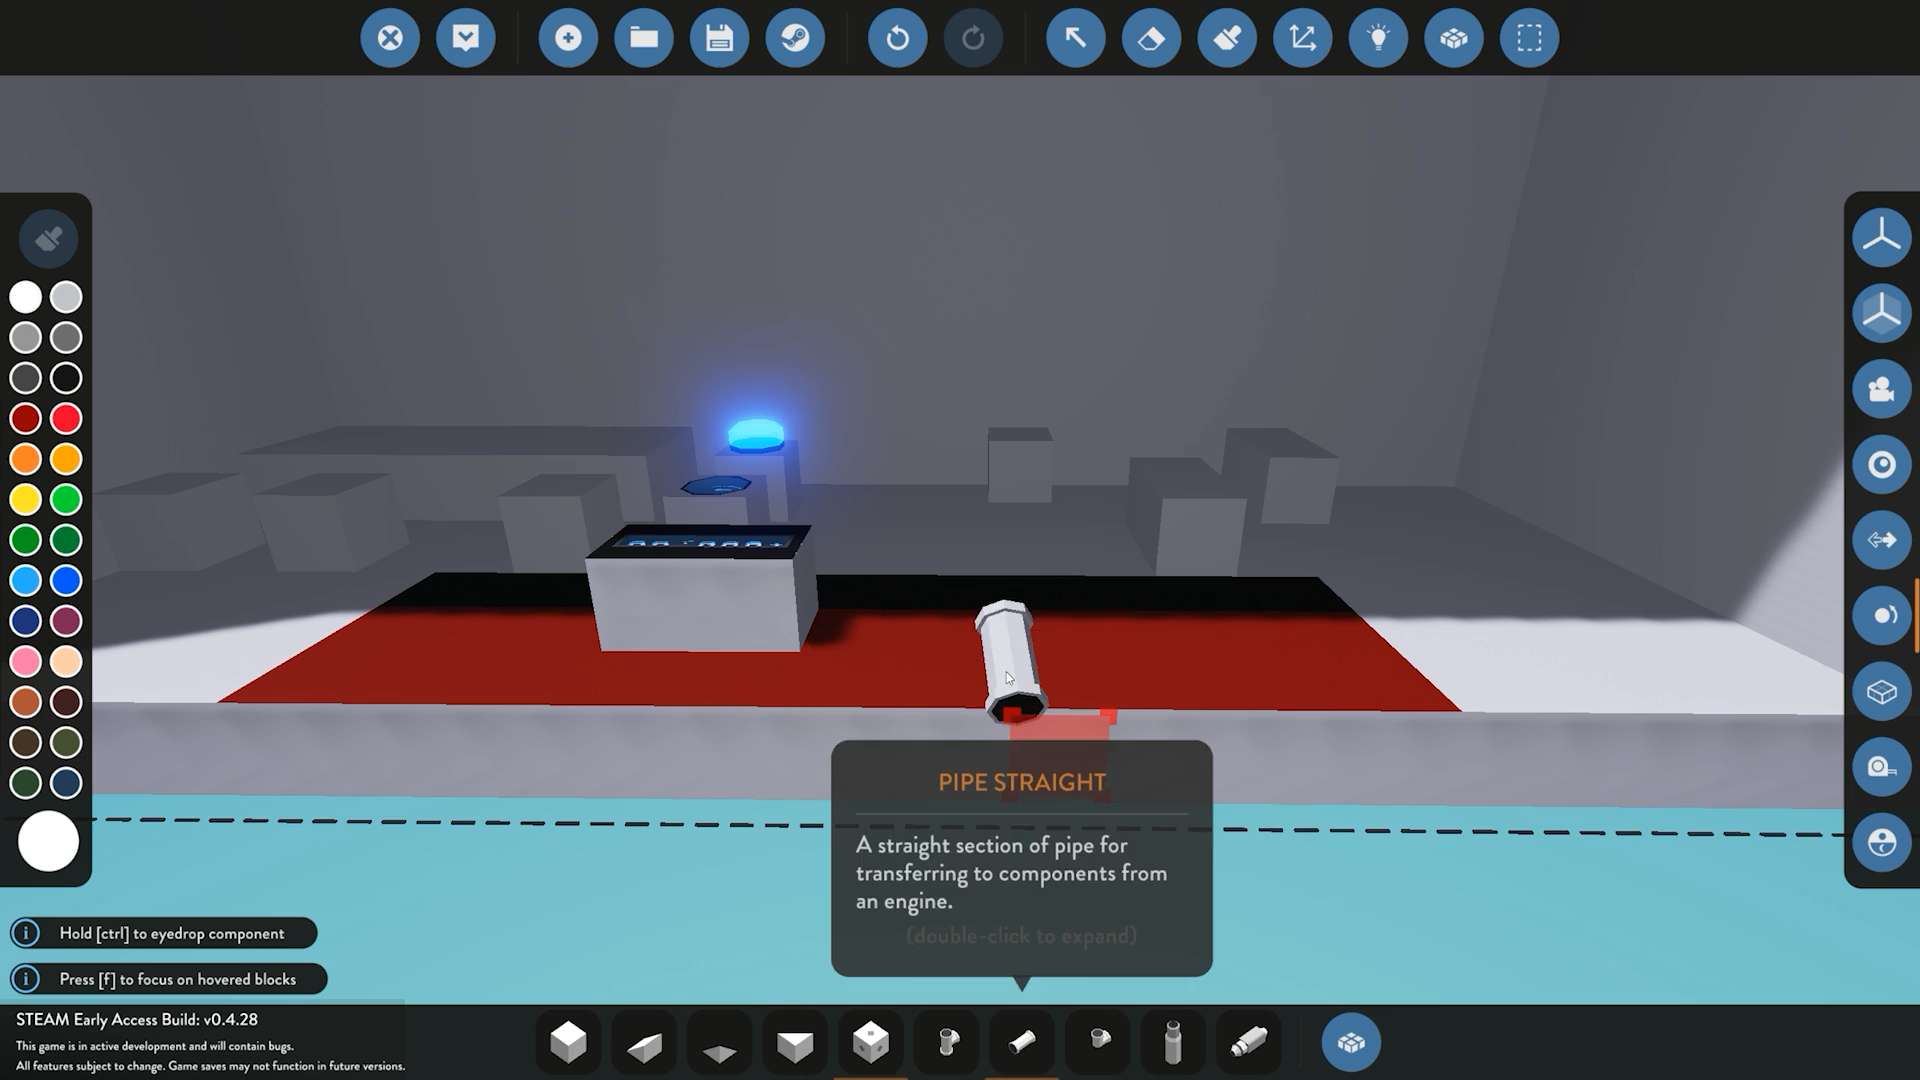 PIPE STRAIGHT
A straight section of pipe for
transferring to components from
an engine.
(double-click to expand)
Hold [ctrl] to eyedrop component
Press [f] to focus on hovered blocks
STEAM Early Access Build: v0.4.28
This game is in active development and will contain bugs.
All features subject to change. Game saves may not function in future versions.